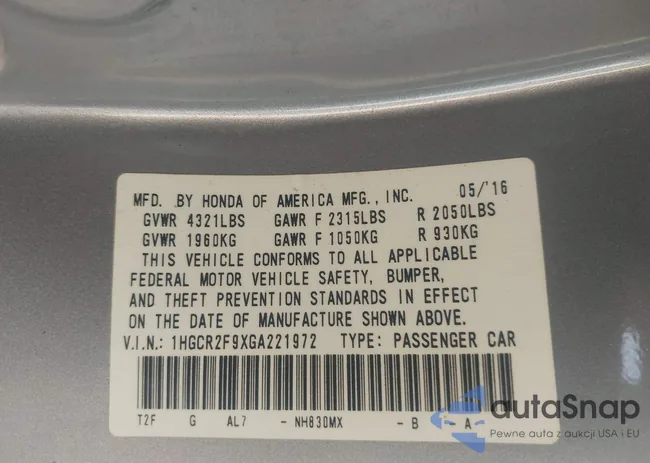 MFD. BY HONDA OF AMERICA MFG., INC. 05/'16
GVWR 4321LBS GAWR F 2315LBS R 2050LBS
GVWR 1960KG GAWR F 1050KG R 930KG
THIS VEHICLE CONFORMS TO ALL APPLICABLE
FEDERAL MOTOR VEHICLE SAFETY, BUMPER,
AND THEFT PREVENTION STANDARDS IN EFFECT
ON THE DATE OF MANUFACTURE SHOWN ABOVE.
V.I.N.: 1HGCR2F9XGA221972 TYPE: PASSENGER CAR
T2F G AL7 - NH830MX - B - A
autaSnap
Pewne auta z aukcji USA i EU